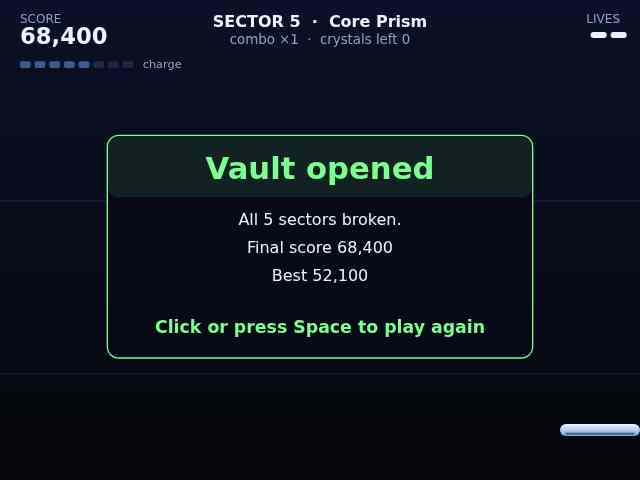 SCORE
68,400
charge
SECTOR 5 · Core Prism
combo ×1 · crystals left 0
LIVES
Vault opened
All 5 sectors broken.
Final score 68,400
Best 52,100
Click or press Space to play again